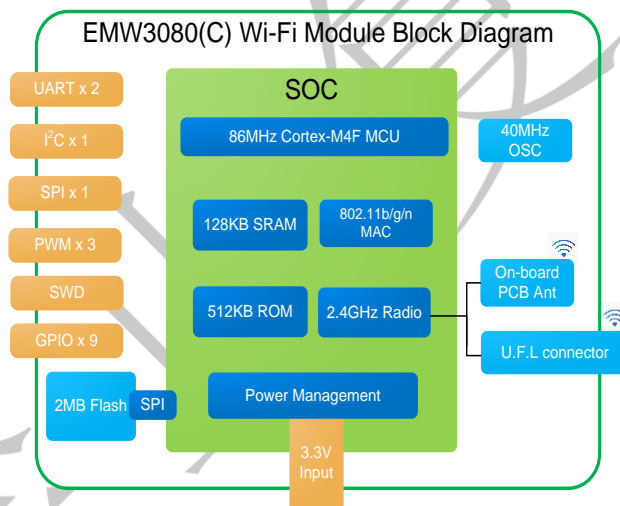 EMW3080(C) Wi-Fi Module Block Diagram
UART x 2
I²C x 1
SPI x 1
PWM x 3
SWD
GPIO x 9
2MB Flash
SPI
SOC
86MHz Cortex-M4F MCU
128KB SRAM
802.11b/g/n
MAC
512KB ROM
2.4GHz Radio
Power Management
3.3V
Input
40MHz
OSC
On-board
PCB Ant
U.F.L connector